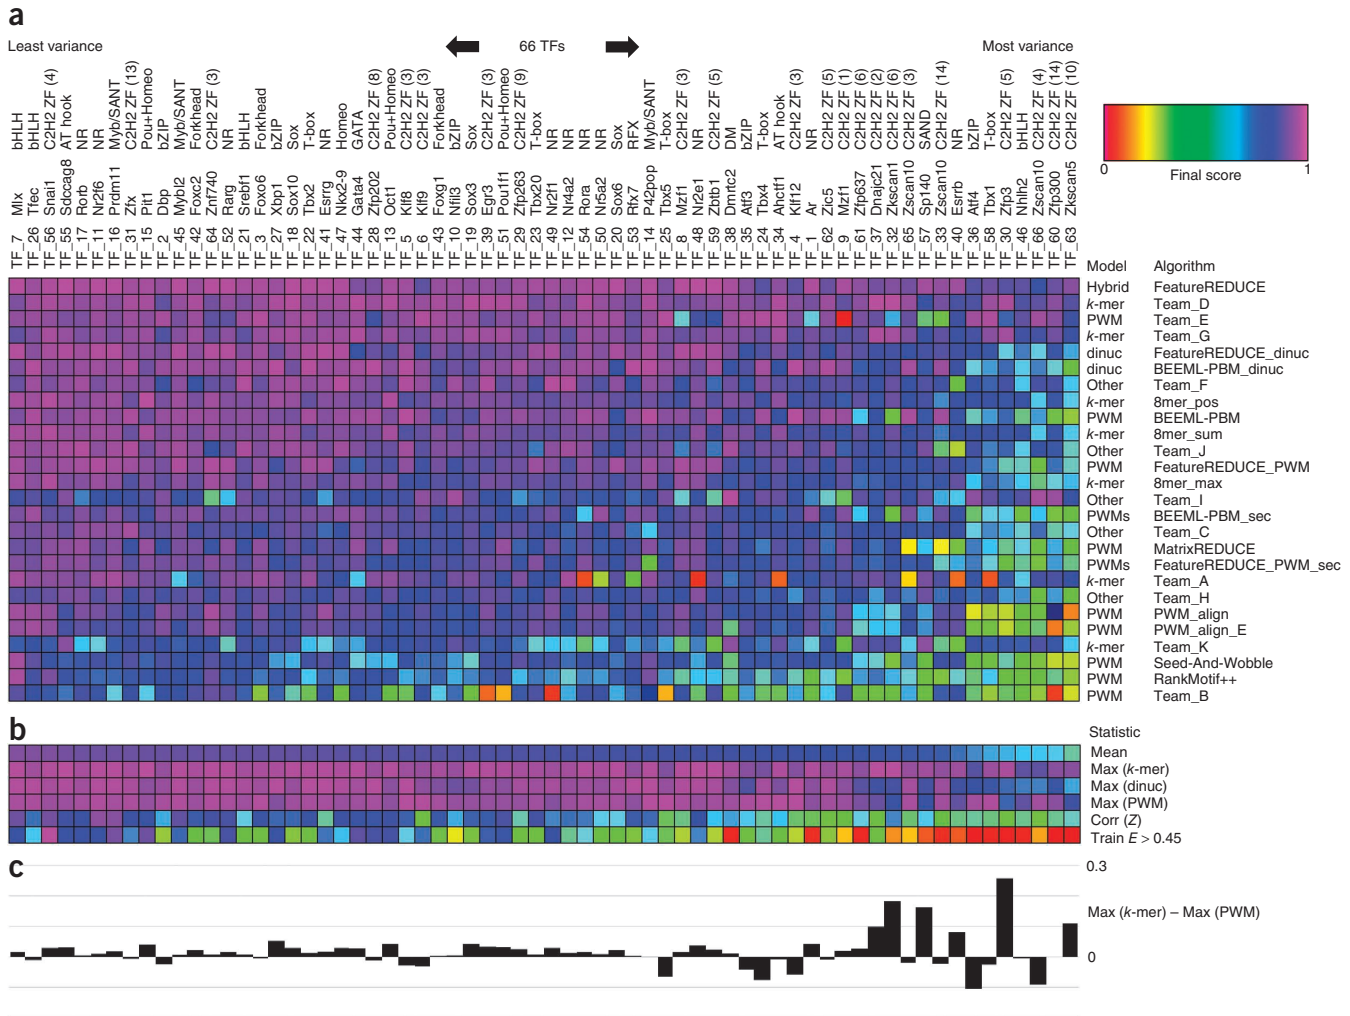 a
Least variance
66 TFs
Most variance
TF_7 Mlx bHLH
TF_26 Tfec bHLH
TF_56 Snai1 C2H2 ZF (4)
TF_55 Sdccag8 AT hook
TF_17 Rorb NR
TF_11 Nr2f6 NR
TF_16 Prdm11 Myb/SANT
TF_31 Zfx C2H2 ZF (13)
TF_15 Pit1 Pou+Homeo
TF_2 Dbp bZIP
TF_45 Mybl2 Myb/SANT
TF_42 Foxc2 Forkhead
TF_64 Znf740 C2H2 ZF (3)
TF_52 Rarg NR
TF_21 Srebf1 bHLH
TF_3 Foxo6 Forkhead
TF_27 Xbp1 bZIP
TF_18 Sox10 Sox
TF_22 Tbx2 T-box
TF_41 Esrrg NR
TF_47 Nkx2-9 Homeo
TF_44 Gata4 GATA
TF_28 Zfp202 C2H2 ZF (8)
TF_13 Oct1 Pou+Homeo
TF_5 Klf8 C2H2 ZF (3)
TF_6 Klf9 C2H2 ZF (3)
TF_43 Foxg1 Forkhead
TF_10 Nfil3 bZIP
TF_19 Sox3 Sox
TF_39 Egr3 C2H2 ZF (3)
TF_51 Pou1f1 Pou+Homeo
TF_29 Zfp263 C2H2 ZF (9)
TF_23 Tbx20 T-box
TF_49 Nr2f1 NR
TF_12 Nr4a2 NR
TF_54 Rora NR
TF_50 Nr5a2 NR
TF_20 Sox6 Sox
TF_53 Rfx7 RFX
TF_14 P42pop Myb/SANT
TF_25 Tbx5 T-box
TF_8 Mzf1 C2H2 ZF (3)
TF_48 Nr2e1 NR
TF_59 Zbtb1 C2H2 ZF (5)
TF_38 Dmrtc2 DM
TF_35 Atf3 bZIP
TF_24 Tbx4 T-box
TF_34 Ahctf1 AT hook
TF_4 Klf12 C2H2 ZF (3)
TF_1 Ar NR
TF_62 Zic5 C2H2 ZF (5)
TF_9 Mzf1 C2H2 ZF (1)
TF_61 Zfp637 C2H2 ZF (6)
TF_37 Dnajc21 C2H2 ZF (2)
TF_32 Zkscan1 C2H2 ZF (6)
TF_65 Zscan10 C2H2 ZF (3)
TF_57 Sp140 SAND
TF_33 Zscan10 C2H2 ZF (14)
TF_40 Esrrb NR
TF_36 Atf4 bZIP
TF_58 Tbx1 T-box
TF_30 Zfp3 C2H2 ZF (5)
TF_46 Nhlh2 bHLH
TF_66 Zscan10 C2H2 ZF (4)
TF_60 Zfp300 C2H2 ZF (14)
TF_63 Zkscan5 C2H2 ZF (10)
0 1
Final score
Model Algorithm
Hybrid FeatureREDUCE
k-mer Team_D
PWM Team_E
k-mer Team_G
dinuc FeatureREDUCE_dinuc
dinuc BEEML-PBM_dinuc
Other Team_F
k-mer 8mer_pos
PWM BEEML-PBM
k-mer 8mer_sum
Other Team_J
PWM FeatureREDUCE_PWM
k-mer 8mer_max
Other Team_I
PWMs BEEML-PBM_sec
Other Team_C
PWM MatrixREDUCE
PWMs FeatureREDUCE_PWM_sec
k-mer Team_A
Other Team_H
PWM PWM_align
PWM PWM_align_E
k-mer Team_K
PWM Seed-And-Wobble
PWM RankMotif++
PWM Team_B
b
Statistic
Mean
Max (k-mer)
Max (dinuc)
Max (PWM)
Corr (Z)
Train E > 0.45
c
0.3
Max (k-mer) – Max (PWM)
0